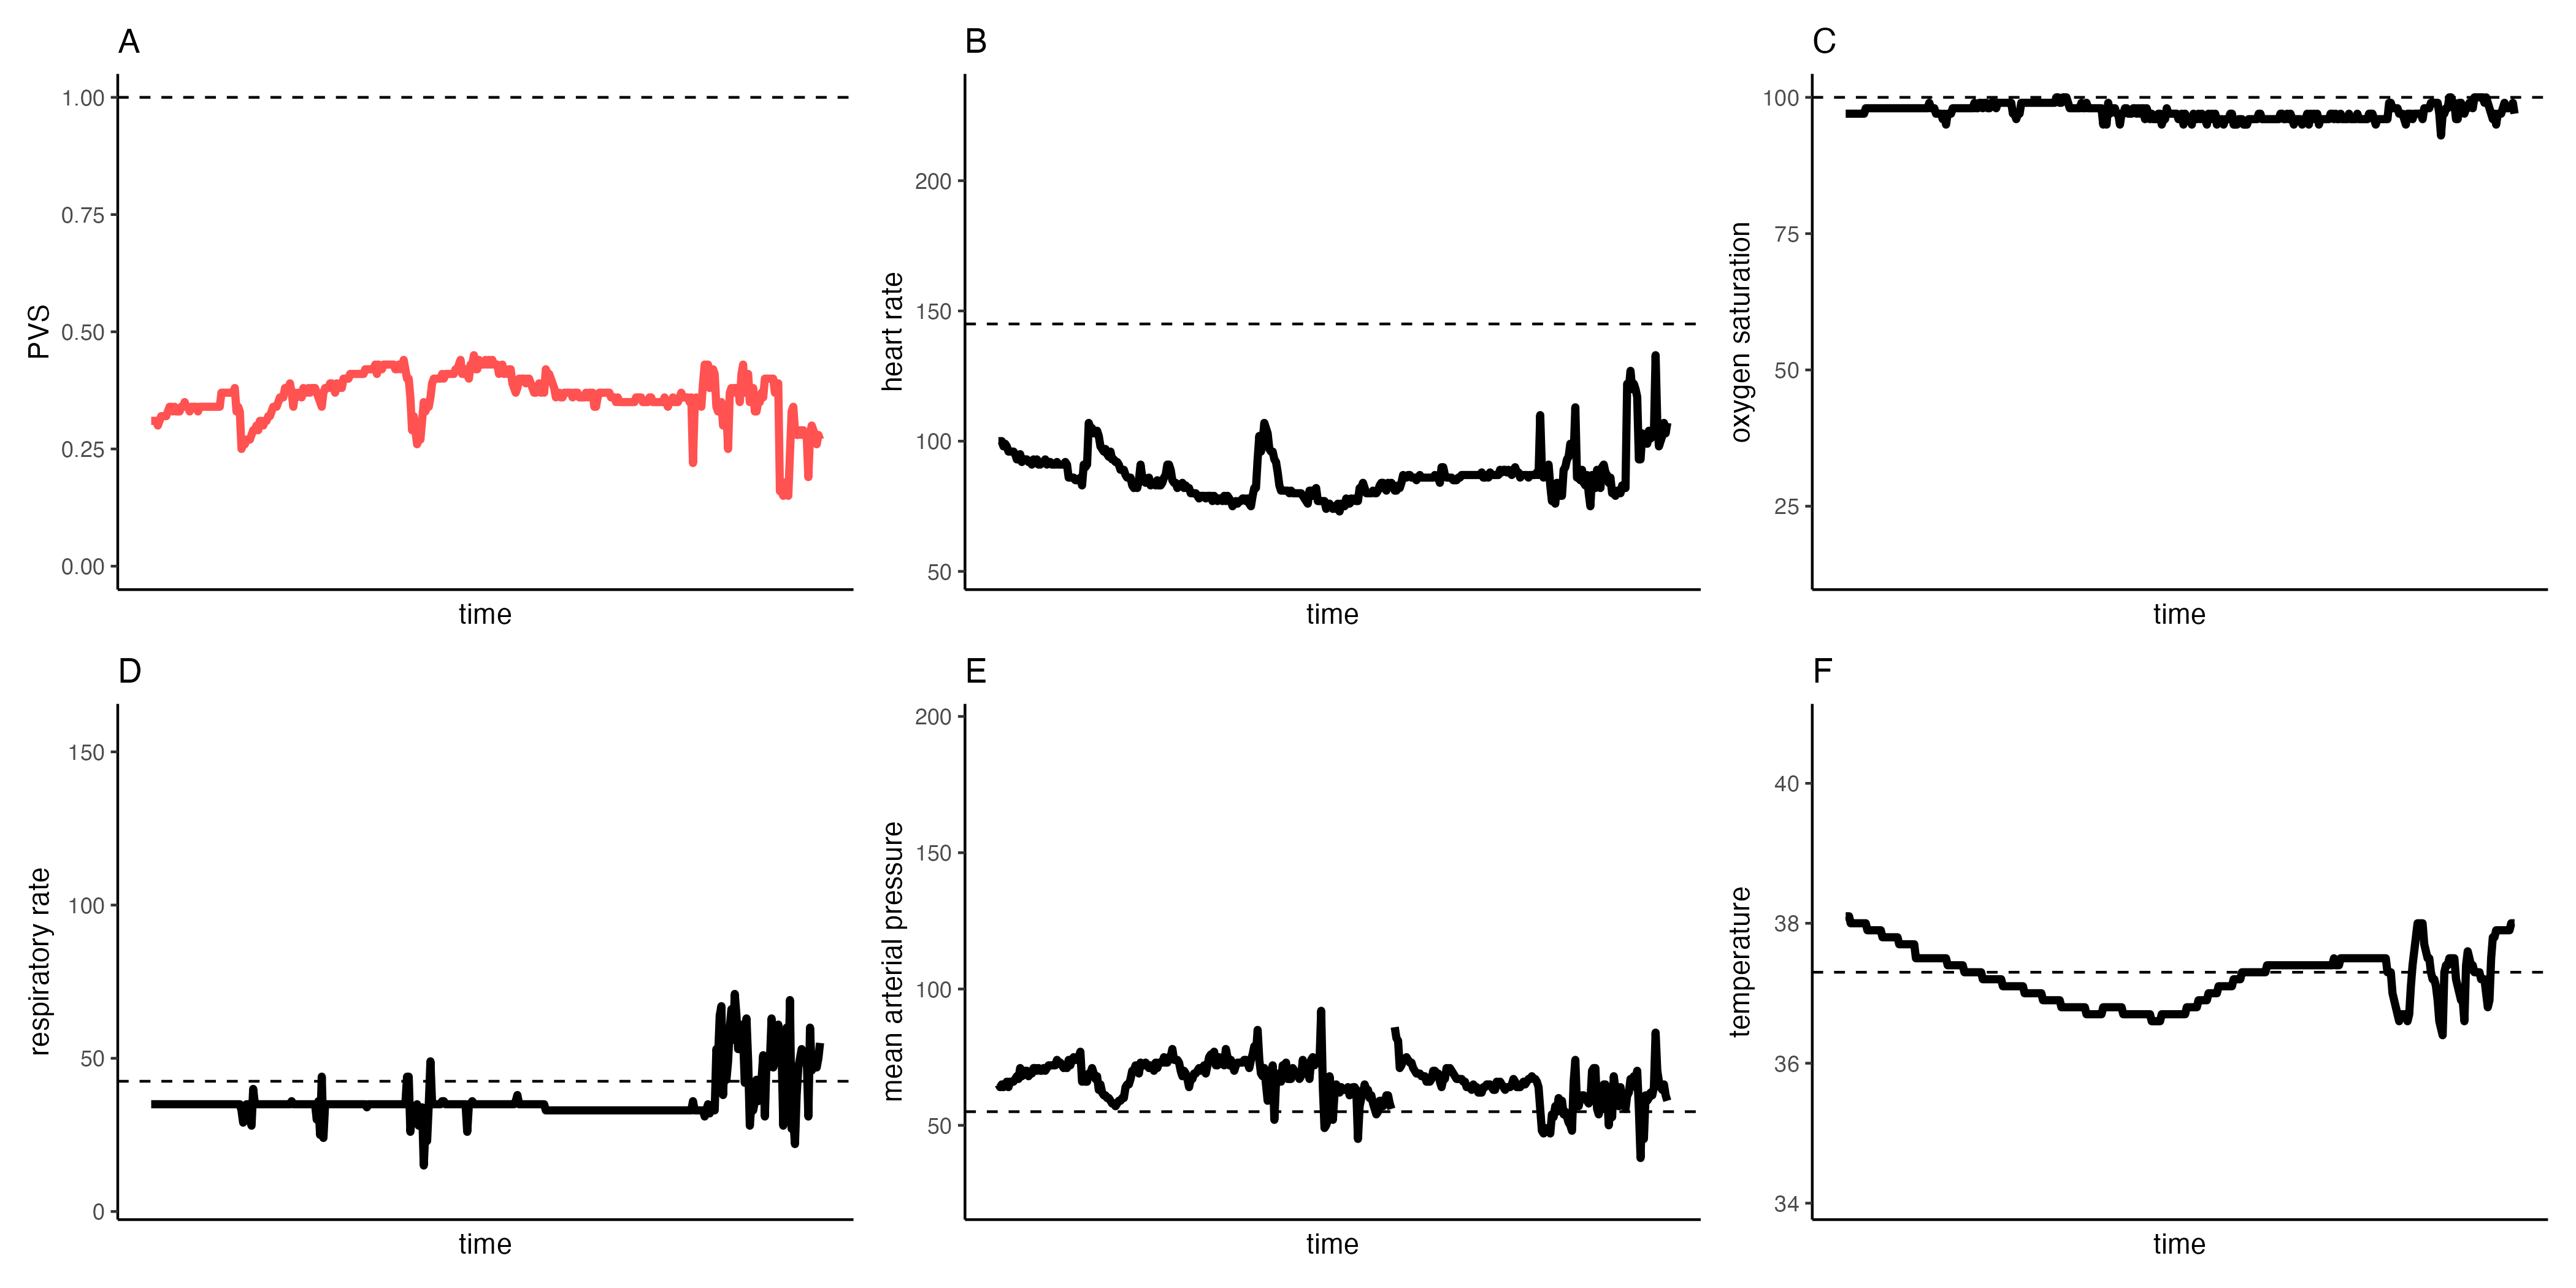 A
1.00
0.75
0.50
0.25
0.00
PVS
time
B
200
150
100
50
heart rate
time
C
100
75
50
25
oxygen saturation
time
D
150
100
50
0
respiratory rate
time
E
200
150
100
50
mean arterial pressure
time
F
40
38
36
34
temperature
time